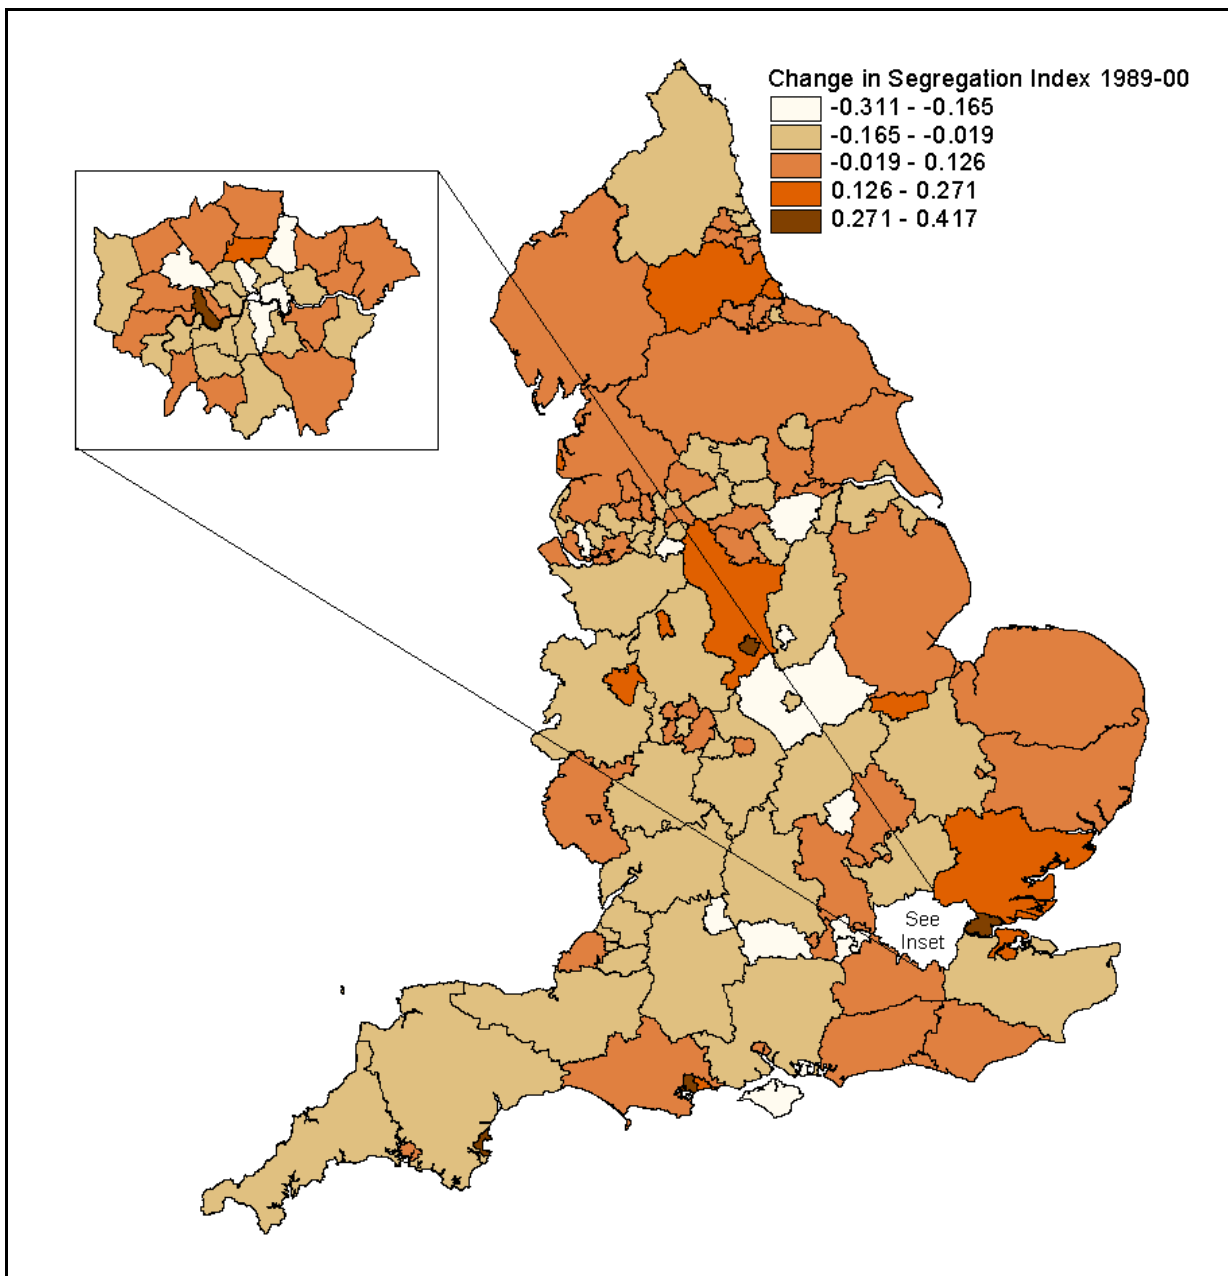 Change in Segregation Index 1989-00
-0.311 - -0.165
-0.165 - -0.019
-0.019 - 0.126
0.126 - 0.271
0.271 - 0.417
See
Inset